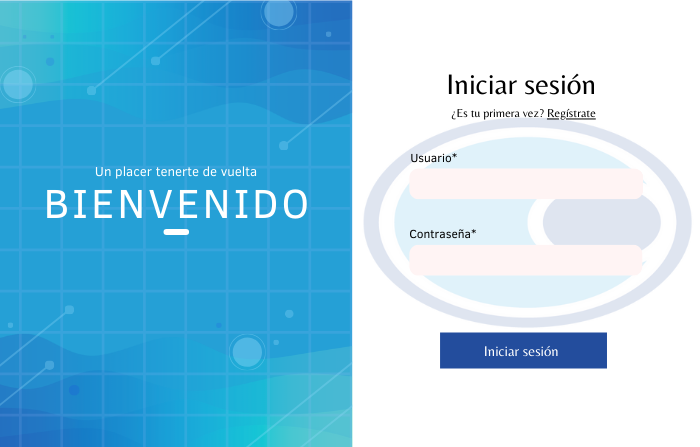 Un placer tenerte de vuelta
BIENVENIDO
Iniciar sesión
¿Es tu primera vez? Regístrate
Usuario*
Contraseña*
Iniciar sesión